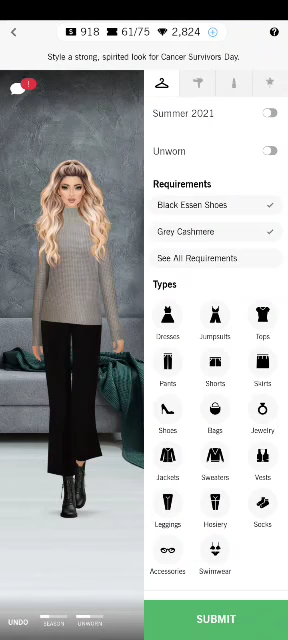 $ 918 61/75 2,824
Style a strong, spirited look for Cancer Survivors Day.
Summer 2021
Unworn
Requirements
Black Essen Shoes
Grey Cashmere
See All Requirements
Types
Dresses Jumpsuits Tops
Pants Shorts Skirts
Shoes Bags Jewelry
Jackets Sweaters Vests
Leggings Hosiery Socks
Accessories Swimwear
UNDO SEASON UNWORN
SUBMIT